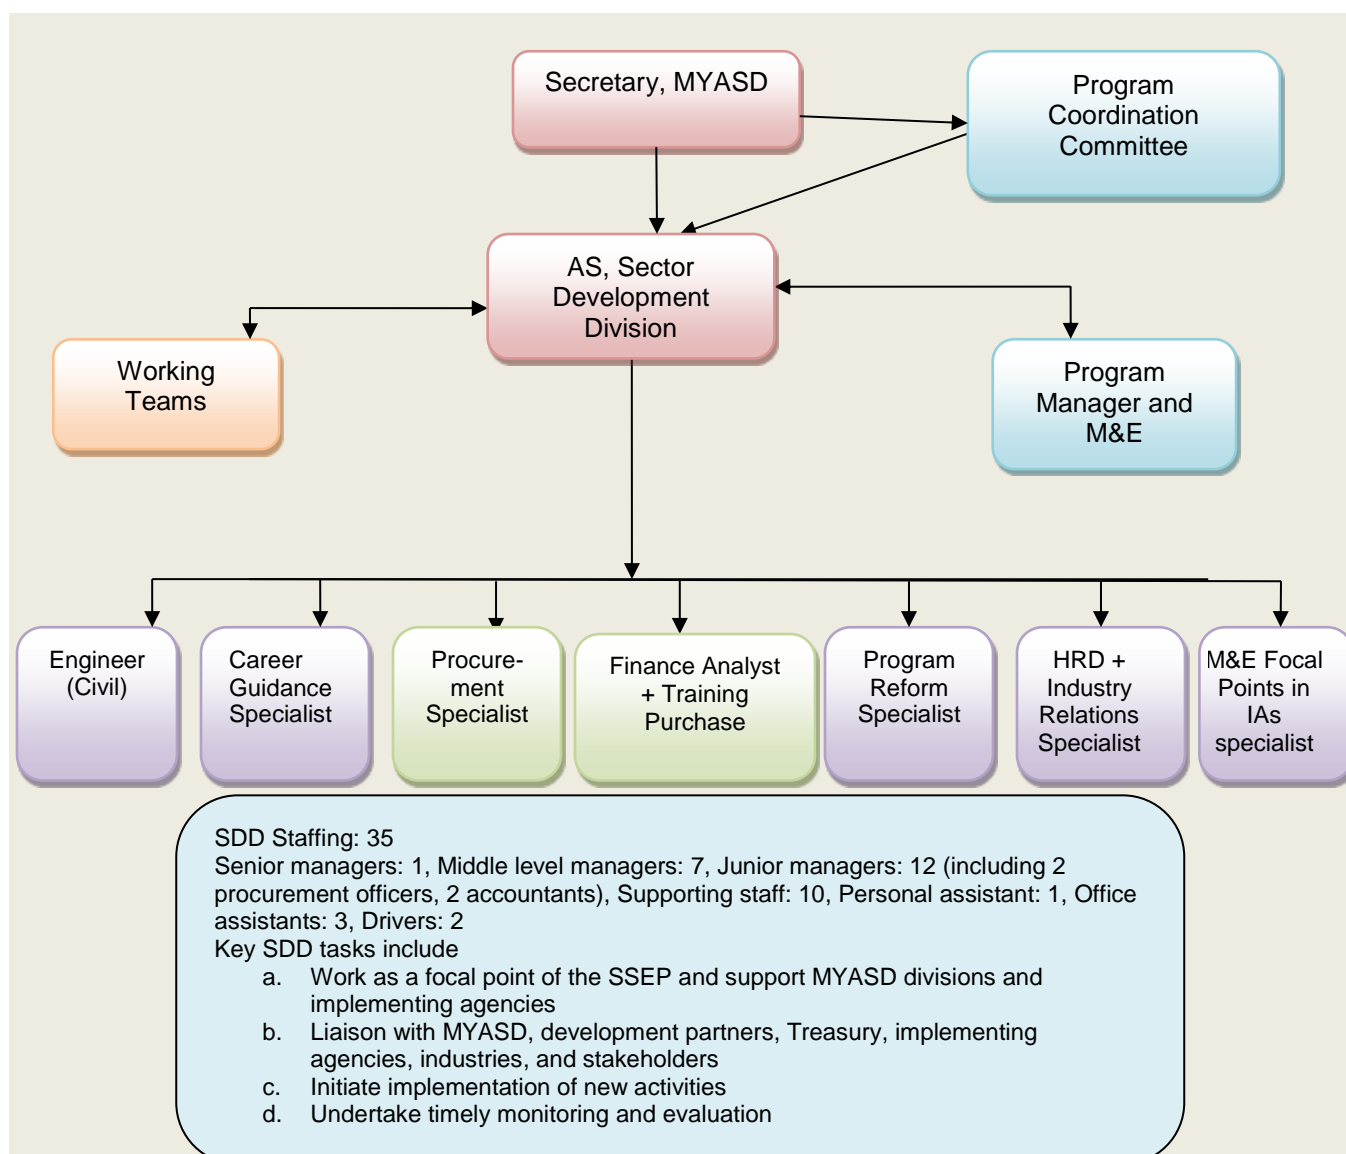 Secretary, MYASD
Program
Coordination
Committee
AS, Sector
Development
Division
Working
Teams
Program
Manager and
M&E
Engineer
(Civil)
Career
Guidance
Specialist
Procure-
ment
Specialist
Finance Analyst
+ Training
Purchase
Program
Reform
Specialist
HRD +
Industry
Relations
Specialist
M&E Focal
Points in
IAs
specialist
SDD Staffing: 35
Senior managers: 1, Middle level managers: 7, Junior managers: 12 (including 2
procurement officers, 2 accountants), Supporting staff: 10, Personal assistant: 1, Office
assistants: 3, Drivers: 2
Key SDD tasks include
a. Work as a focal point of the SSEP and support MYASD divisions and
implementing agencies
b. Liaison with MYASD, development partners, Treasury, implementing
agencies, industries, and stakeholders
c. Initiate implementation of new activities
d. Undertake timely monitoring and evaluation